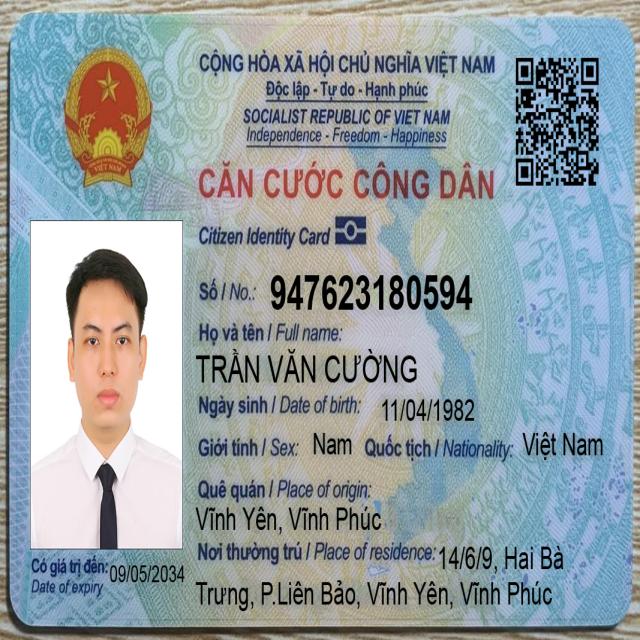 CỘNG HÒA XÃ HỘI CHỦ NGHĨA VIỆT NAM
Độc lập - Tự do - Hạnh phúc
SOCIALIST REPUBLIC OF VIET NAM
Independence - Freedom - Happiness
CĂN CƯỚC CÔNG DÂN
Citizen Identity Card
VIỆT NAM
Số / No.: 947623180594
Họ và tên / Full name:
TRẦN VĂN CƯỜNG
Ngày sinh / Date of birth: 11/04/1982
Giới tính / Sex: Nam Quốc tịch / Nationality: Việt Nam
Quê quán / Place of origin:
Vĩnh Yên, Vĩnh Phúc
Nơi thường trú / Place of residence: 14/6/9, Hai Bà
Trưng, P.Liên Bảo, Vĩnh Yên, Vĩnh Phúc
Có giá trị đến: 09/05/2034
Date of expiry